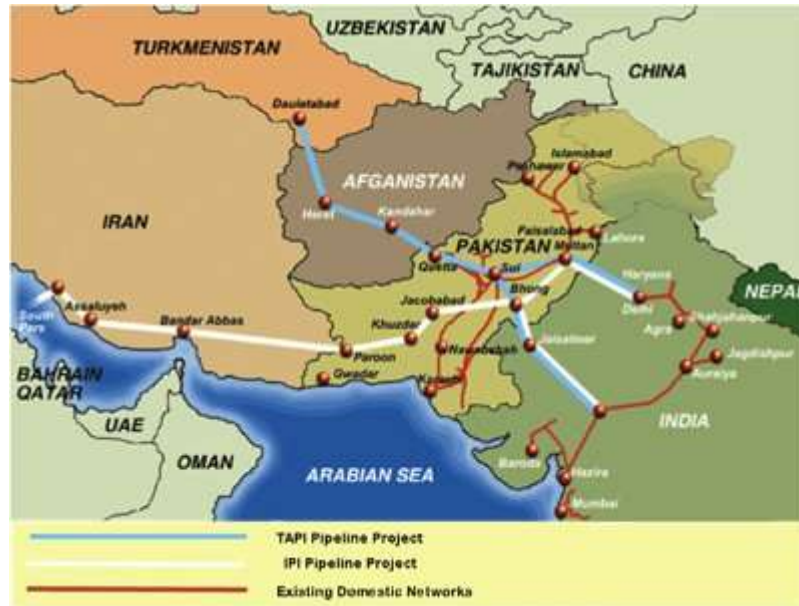 UZBEKISTAN
TURKMENISTAN
TAJIKISTAN
CHINA
Daulatabad
Islamabad
Peshawar
AFGANISTAN
Herat
Kandahar
Faisalabad
Lahore
IRAN
PAKISTAN
Multan
Quetta
Sui
Haryana
NEPAL
South
Pars
Assaluyeh
Jacobabad
Bhong
Delhi
Bandar Abbas
Khuzdar
Agra
Shahjahanpur
Nawabshah
Jaisalmer
Paroon
Jagdishpur
BAHRAIN
QATAR
Gwadar
Auraiya
UAE
INDIA
OMAN
Baroda
ARABIAN SEA
Hazira
Mumbai
TAPI Pipeline Project
IPI Pipeline Project
Existing Domestic Networks